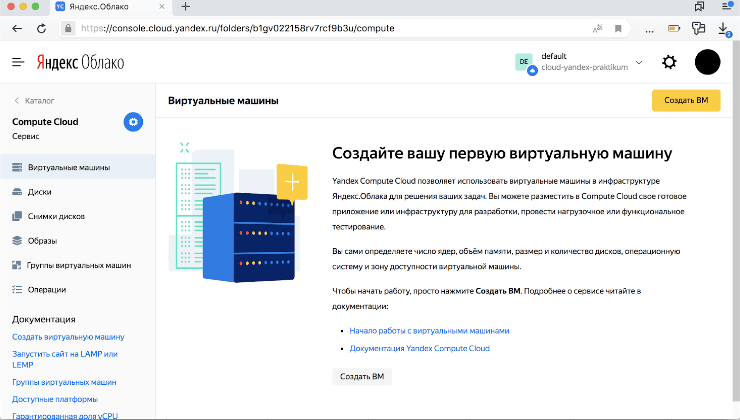 Яндекс.Облако
https://console.cloud.yandex.ru/folders/b1gv022158rv7rcf9b3u/compute
Яндекс Облако
DE
default
cloud-yandex-praktikum
Каталог
Compute Cloud
Сервис
Виртуальные машины
Диски
Снимки дисков
Образы
Группы виртуальных машин
Операции
Документация
Создать виртуальную машину
Запустить сайт на LAMP или
LEMP
Группы виртуальных машин
Доступные платформы
Гарантированная доля vCPU
Виртуальные машины
Создать ВМ
Создайте вашу первую виртуальную машину
Yandex Compute Cloud позволяет использовать виртуальные машины в инфраструктуре
Яндекс.Облака для решения ваших задач. Вы можете разместить в Compute Cloud свое готовое
приложение или инфраструктуру для разработки, провести нагрузочное или функциональное
тестирование.
Вы сами определяете число ядер, объём памяти, размер и количество дисков, операционную
систему и зону доступности виртуальной машины.
Чтобы начать работу, просто нажмите Создать ВМ. Подробнее о сервисе читайте в
документации:
Начало работы с виртуальными машинами
Документация Yandex Compute Cloud
Создать ВМ